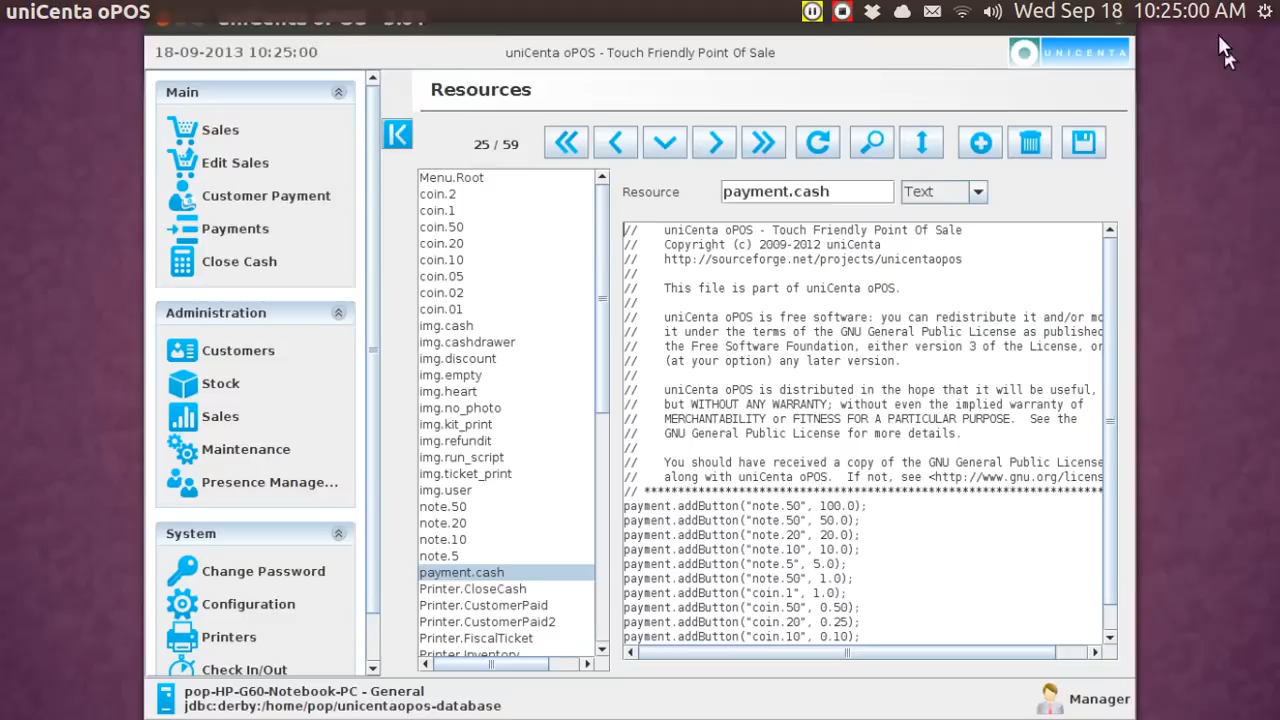 uniCenta oPOS
Wed Sep 18 10:25:00 AM
18-09-2013 10:25:00
uniCenta oPOS - Touch Friendly Point Of Sale
UNICENTA
Main
Sales
Edit Sales
Customer Payment
Payments
Close Cash
Administration
Customers
Stock
Sales
Maintenance
Presence Manage...
System
Change Password
Configuration
Printers
Check In/Out
Resources
25 / 59
Menu.Root
coin.2
coin.1
coin.50
coin.20
coin.10
coin.05
coin.02
coin.01
img.cash
img.cashdrawer
img.discount
img.empty
img.heart
img.no_photo
img.kit_print
img.refundit
img.run_script
img.ticket_print
img.user
note.50
note.20
note.10
note.5
payment.cash
Printer.CloseCash
Printer.CustomerPaid
Printer.CustomerPaid2
Printer.FiscalTicket
Printer.Inventory
Resource payment.cash Text
// uniCenta oPOS - Touch Friendly Point Of Sale
// Copyright (c) 2009-2012 uniCenta
// http://sourceforge.net/projects/unicentaopos
//
// This file is part of uniCenta oPOS.
//
// uniCenta oPOS is free software: you can redistribute it and/or mo
// it under the terms of the GNU General Public License as published
// the Free Software Foundation, either version 3 of the License, or
// (at your option) any later version.
//
// uniCenta oPOS is distributed in the hope that it will be useful,
// but WITHOUT ANY WARRANTY; without even the implied warranty of
// MERCHANTABILITY or FITNESS FOR A PARTICULAR PURPOSE. See the
// GNU General Public License for more details.
//
// You should have received a copy of the GNU General Public License
// along with uniCenta oPOS. If not, see <http://www.gnu.org/licens
// ******************************************************
payment.addButton("note.50", 100.0);
payment.addButton("note.50", 50.0);
payment.addButton("note.20", 20.0);
payment.addButton("note.10", 10.0);
payment.addButton("note.5", 5.0);
payment.addButton("note.50", 1.0);
payment.addButton("coin.1", 1.0);
payment.addButton("coin.50", 0.50);
payment.addButton("coin.20", 0.25);
payment.addButton("coin.10", 0.10);
pop-HP-G60-Notebook-PC - General
jdbc:derby:/home/pop/unicentaopos-database
Manager